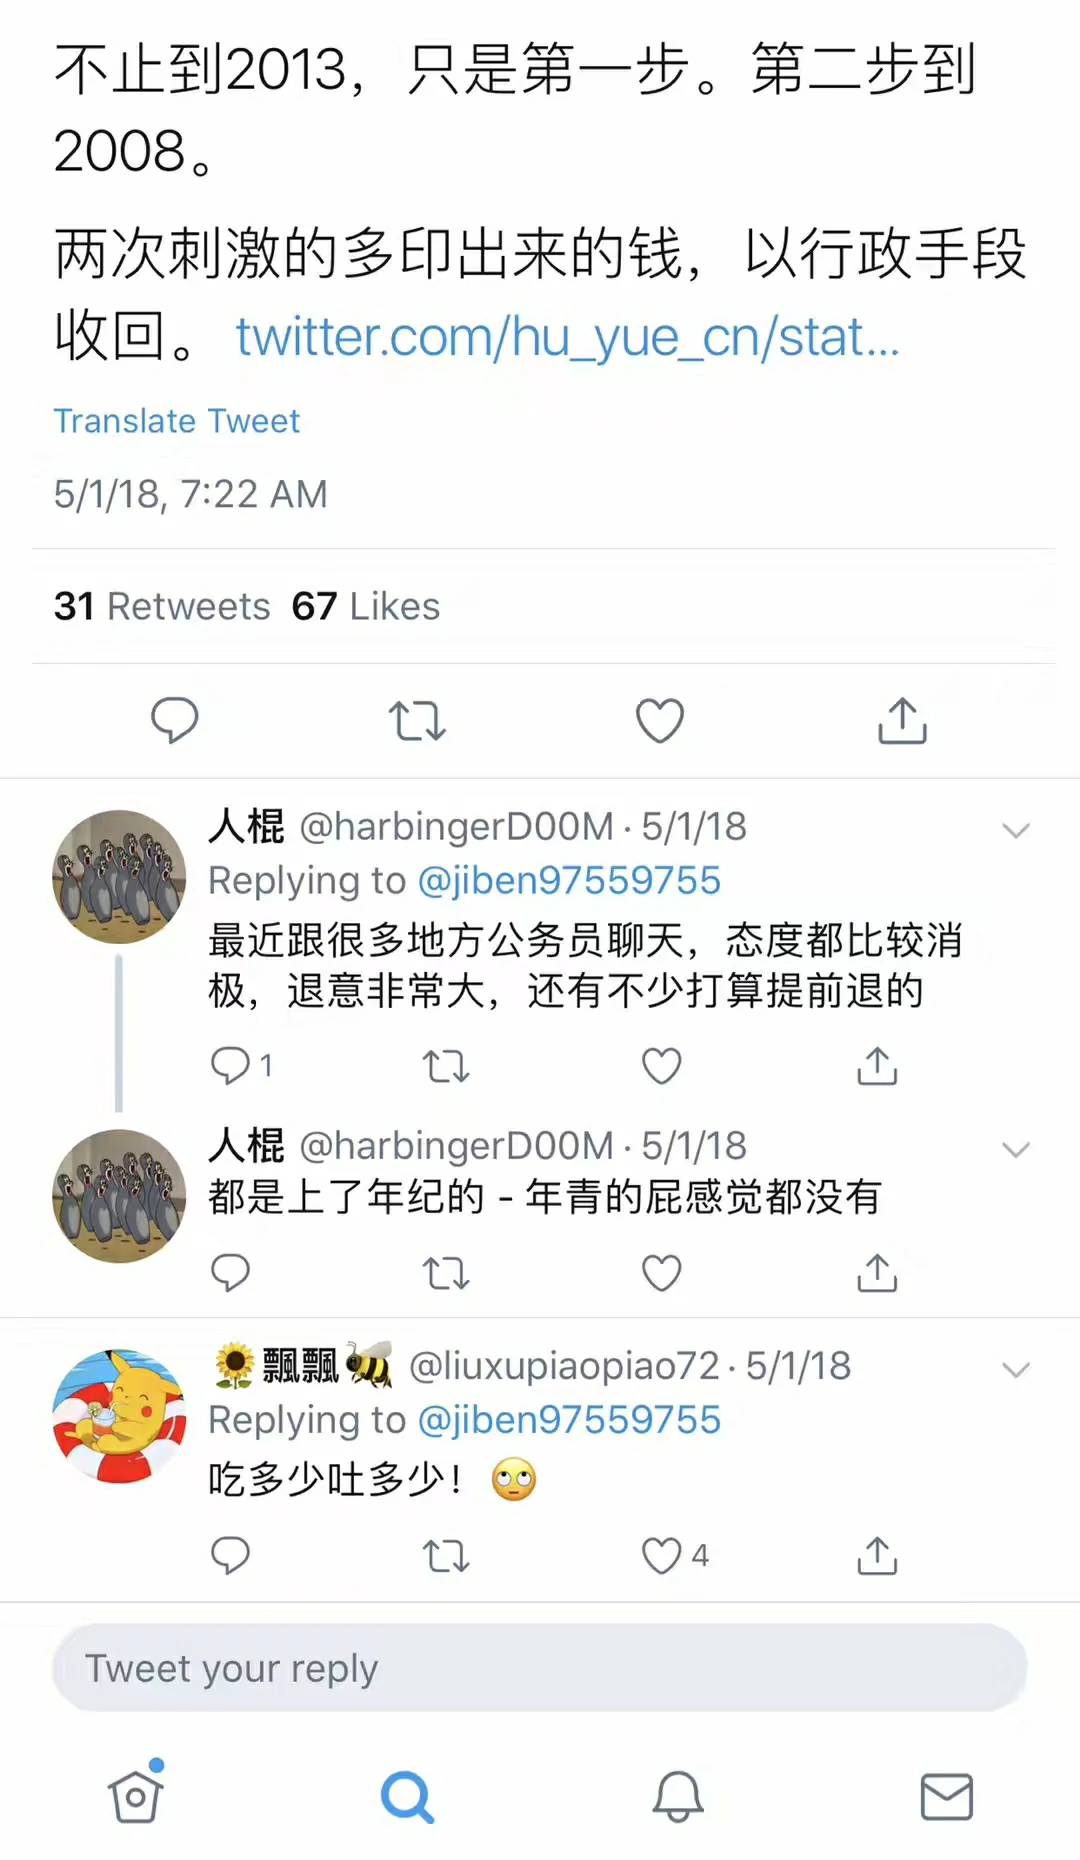 不止到2013，只是第一步。第二步到
2008。
两次刺激的多印出来的钱，以行政手段
收回。 twitter.com/hu_yue_cn/stat...
Translate Tweet
5/1/18, 7:22 AM
31 Retweets 67 Likes
人棍 @harbingerD00M · 5/1/18
Replying to @jiben97559755
最近跟很多地方公务员聊天，态度都比较消
极，退意非常大，还有不少打算提前退的
1
人棍 @harbingerD00M · 5/1/18
都是上了年纪的 - 年青的屁感觉都没有
🌻飄飄🐝 @liuxupiaopiao72 · 5/1/18
Replying to @jiben97559755
吃多少吐多少！ 🙄
4
Tweet your reply